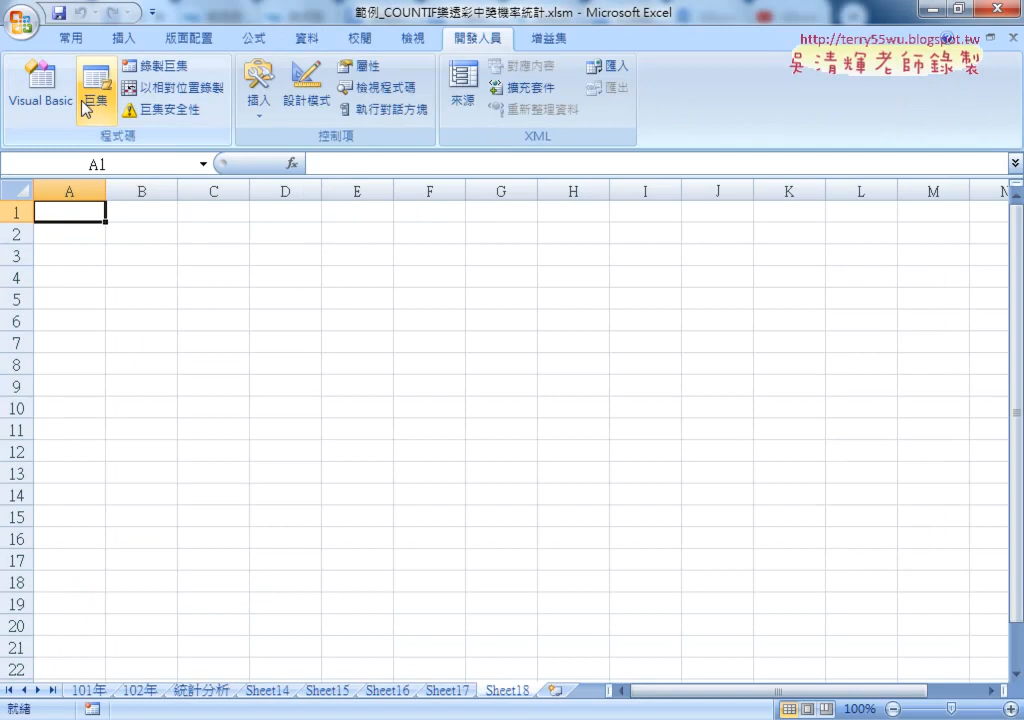 範例_COUNTIF樂透彩中獎機率統計.xlsm - Microsoft Excel
常用 插入 版面配置 公式 資料 校閱 檢視 開發人員 增益集
http://terry55wu.blogspot.tw
吳清輝老師錄製
Visual Basic 巨集 錄製巨集 以相對位置錄製 巨集安全性
程式碼
插入 設計模式 屬性 檢視程式碼 執行對話方塊
控制項
來源 對應內容 擴充套件 重新整理資料 匯入 匯出
XML
A1 fx
A B C D E F G H I J K L M N
1
2
3
4
5
6
7
8
9
10
11
12
13
14
15
16
17
18
19
20
21
22
101年 102年 統計分析 Sheet14 Sheet15 Sheet16 Sheet17 Sheet18
就緒 100%